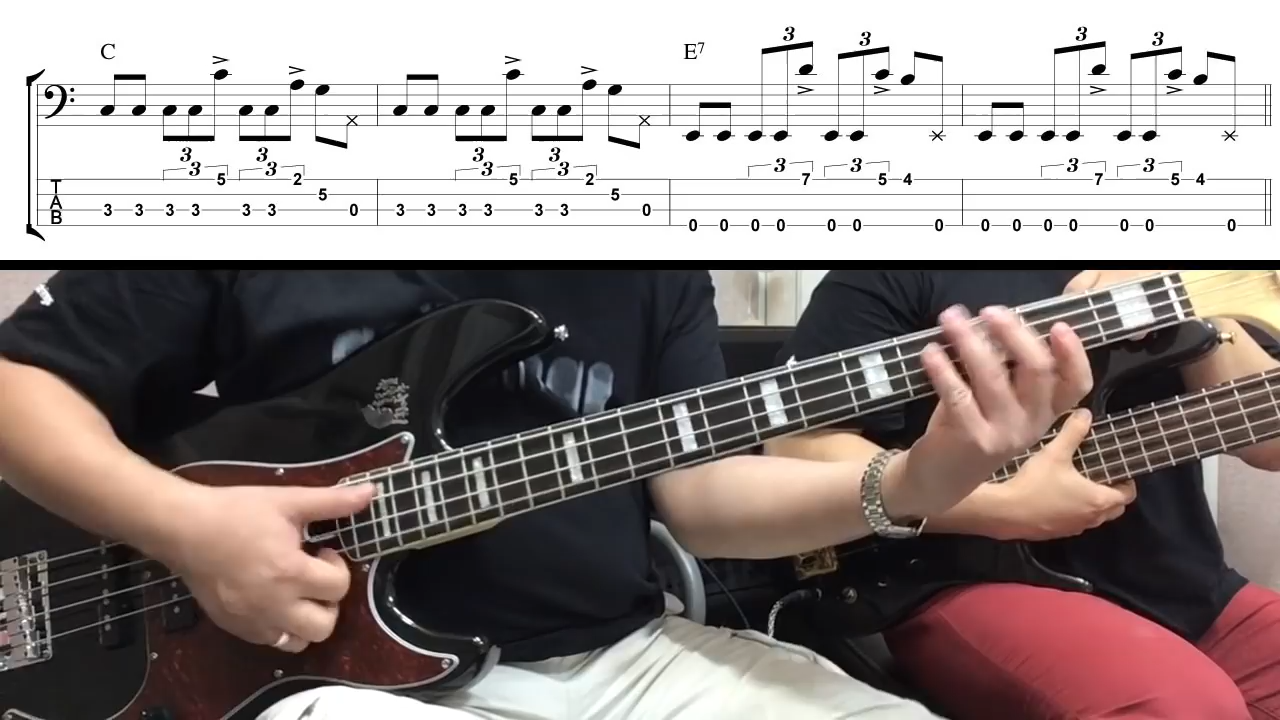 C E7
3 3 3 3
3 3 3 3
3 3 3 3 3 3 3 3
T 5 2 5 2 7 5 4 7 5 4
A 5 5
B 3 3 3 3 3 3 0 3 3 3 3 3 3 0
0 0 0 0 0 0 0 0 0 0 0 0 0 0